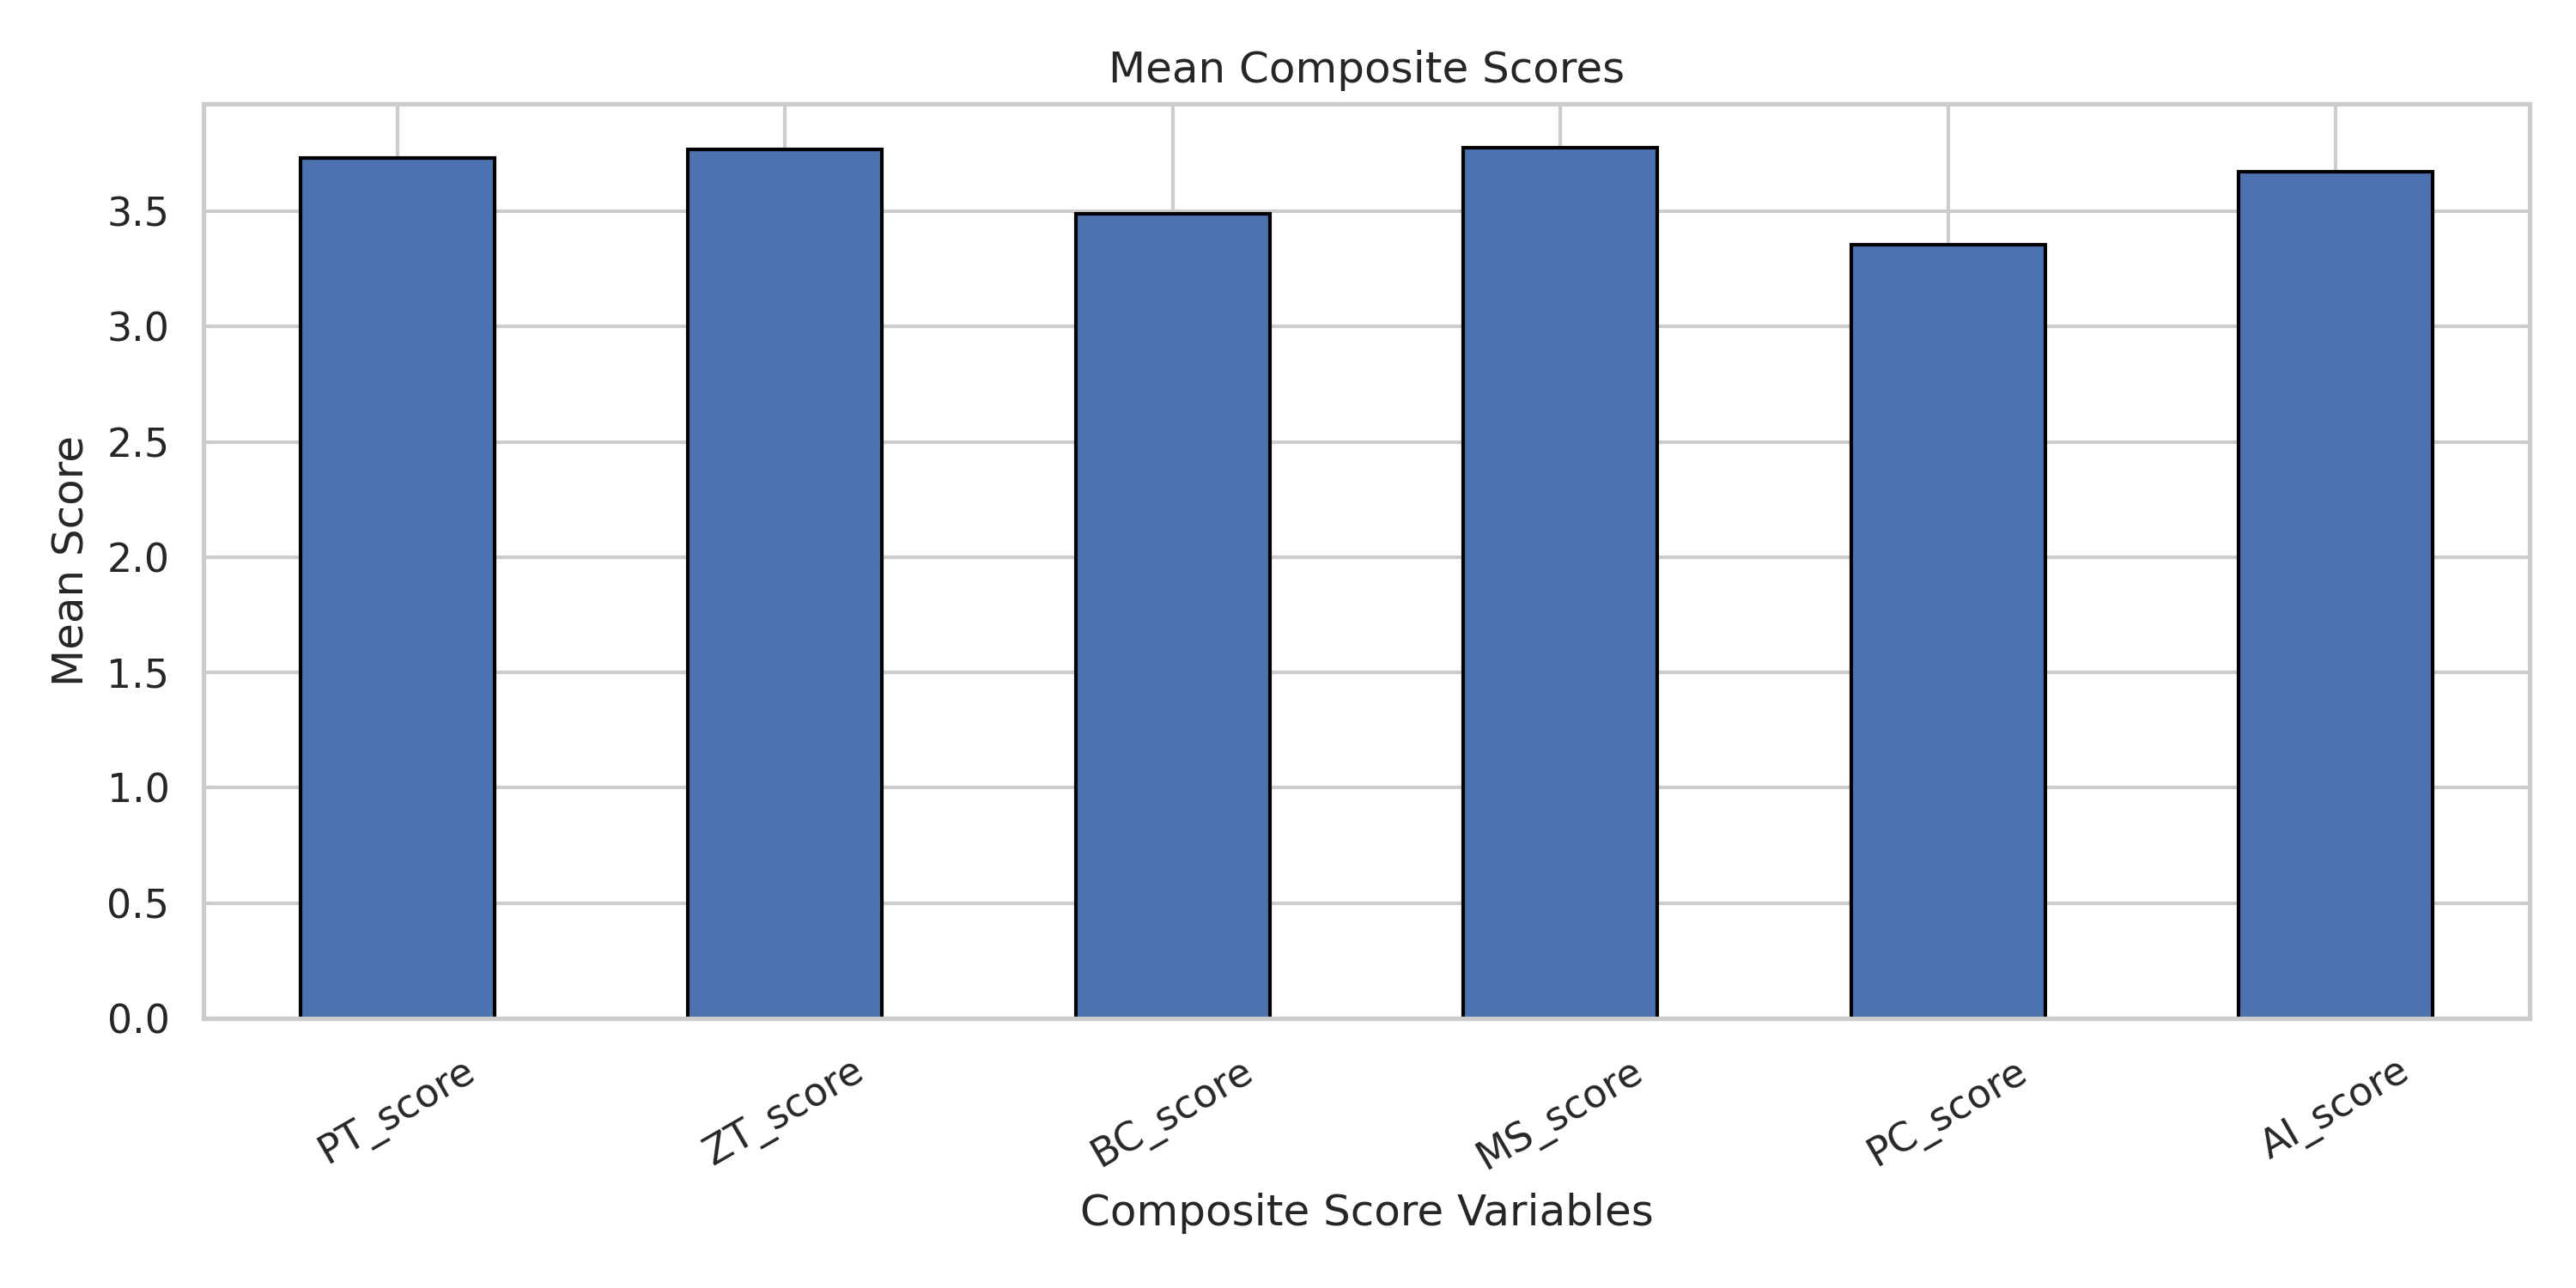 Mean Composite Scores
Mean Score
3.5
3.0
2.5
2.0
1.5
1.0
0.5
0.0
PT_score ZT_score BC_score MS_score PC_score AI_score
Composite Score Variables